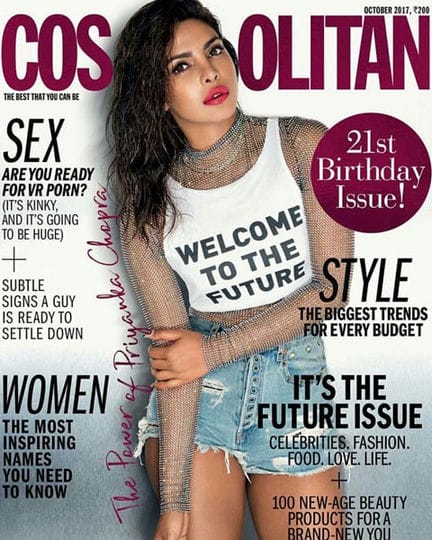 OCTOBER 2017, ₹200
COS OLITAN
THE BEST THAT YOU CAN BE
21st
Birthday
Issue!
SEX
ARE YOU READY
FOR VR PORN?
(IT'S KINKY,
AND IT'S GOING
TO BE HUGE)
+
SUBTLE
SIGNS A GUY
IS READY TO
SETTLE DOWN
The Power of Priyanka Chopra
WELCOME
TO THE
FUTURE
STYLE
THE BIGGEST TRENDS
FOR EVERY BUDGET
WOMEN
THE MOST
INSPIRING
NAMES
YOU NEED
TO KNOW
IT'S THE
FUTURE ISSUE
CELEBRITIES. FASHION.
FOOD. LOVE. LIFE.
+
100 NEW-AGE BEAUTY
PRODUCTS FOR A
BRAND-NEW YOU